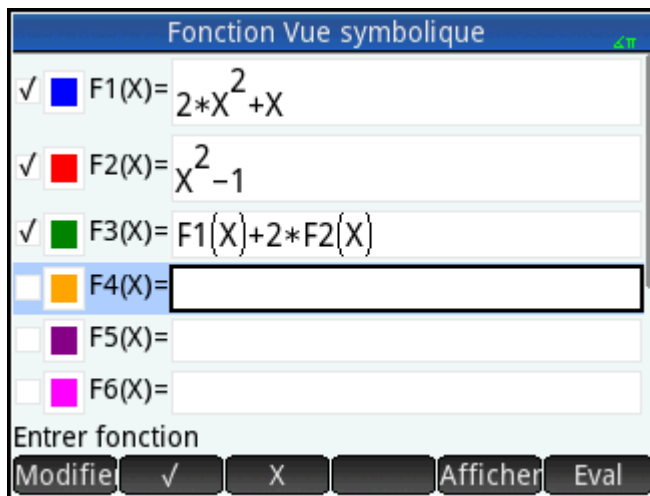 Fonction Vue symbolique
∡π
√ F1(X)= 2*X²+X
√ F2(X)= X²−1
√ F3(X)= F1(X)+2*F2(X)
F4(X)=
F5(X)=
F6(X)=
Entrer fonction
Modifier √ X Afficher Eval